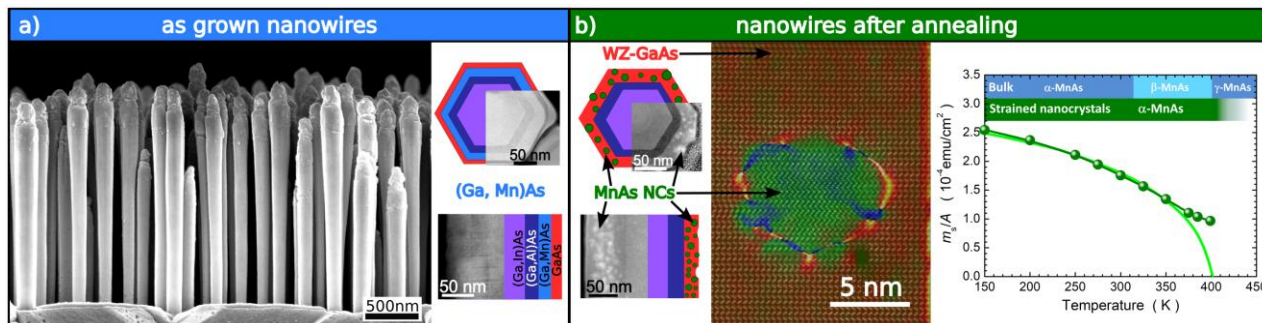 a) as grown nanowires
500nm
50 nm
(Ga, Mn)As
50 nm
(Ga,In)As
(Ga,Al)As
(Ga,Mn)As
GaAs
b) nanowires after annealing
WZ-GaAs
50 nm
MnAs NCs
50 nm
5 nm
Bulk α-MnAs β-MnAs γ-MnAs
Strained nanocrystals α-MnAs
3.5
3.0
2.5
2.0
1.5
1.0
0.5
0
mₛ/A (10⁻⁴emu/cm²)
150 200 250 300 350 400 450
Temperature ( K )